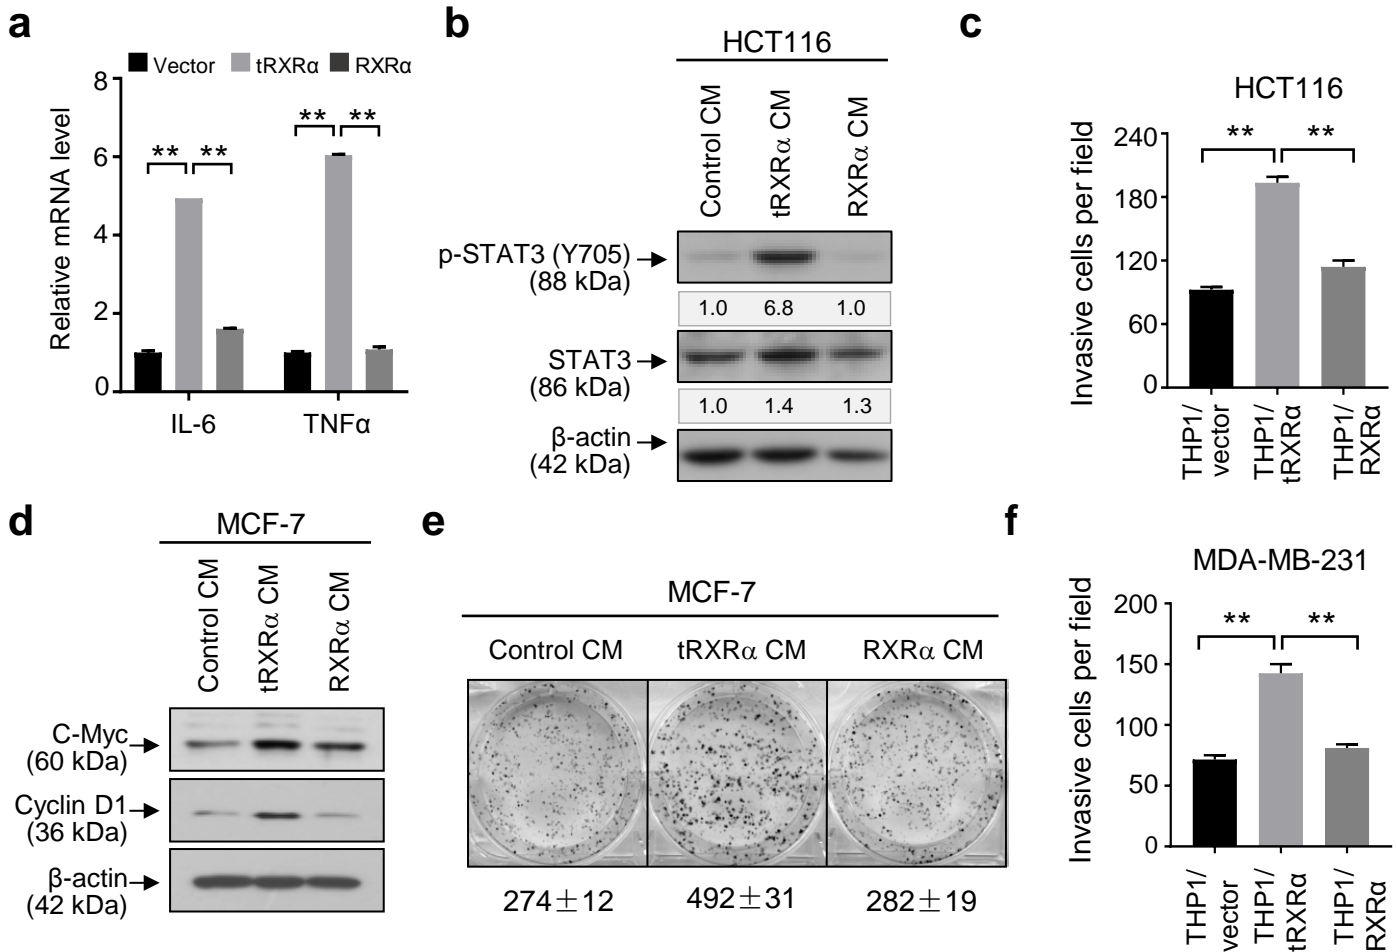 a
Vector tRXRα RXRα
Relative mRNA level
8
6
4
2
0
** **
** **
IL-6 TNFα
b
HCT116
Control CM
tRXRα CM
RXRα CM
p-STAT3 (Y705)
(88 kDa)
1.0 6.8 1.0
STAT3
(86 kDa)
1.0 1.4 1.3
β-actin
(42 kDa)
c
HCT116
Invasive cells per field
240
180
120
60
0
** **
THP1/
vector
THP1/
tRXRα
THP1/
RXRα
d
MCF-7
Control CM
tRXRα CM
RXRα CM
C-Myc
(60 kDa)
Cyclin D1
(36 kDa)
β-actin
(42 kDa)
e
MCF-7
Control CM tRXRα CM RXRα CM
274±12 492±31 282±19
f
MDA-MB-231
Invasive cells per field
200
150
100
50
0
** **
THP1/
vector
THP1/
tRXRα
THP1/
RXRα